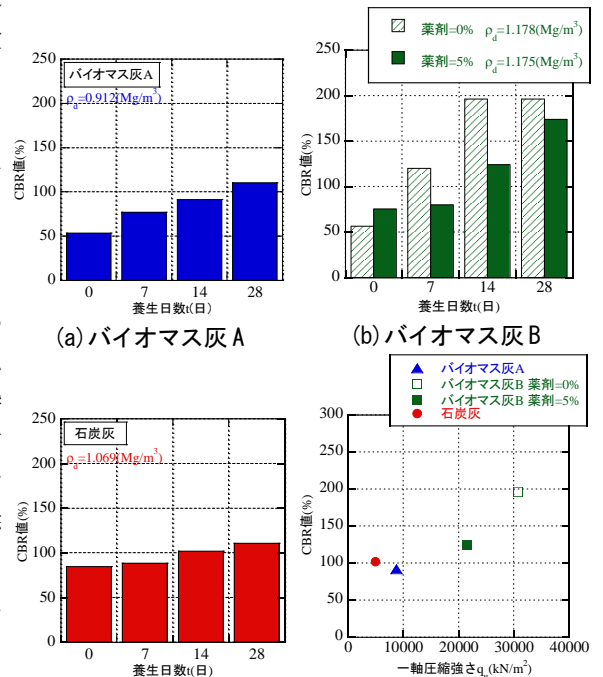 250
200
150
100
50
0
CBR値(%)
バイオマス灰A
ρd=0.912(Mg/m3)
0 7 14 28
養生日数t(日)
(a)バイオマス灰A
薬剤=0% ρd=1.178(Mg/m3)
薬剤=5% ρd=1.175(Mg/m3)
250
200
150
100
50
0
CBR値(%)
0 7 14 28
養生日数t(日)
(b)バイオマス灰B
250
200
150
100
50
0
CBR値(%)
石炭灰
ρd=1.069(Mg/m3)
0 7 14 28
養生日数t(日)
バイオマス灰A
バイオマス灰B 薬剤=0%
バイオマス灰B 薬剤=5%
石炭灰
300
250
200
150
100
50
0
CBR値(%)
0 10000 20000 30000 40000
一軸圧縮強さqu(kN/m2)